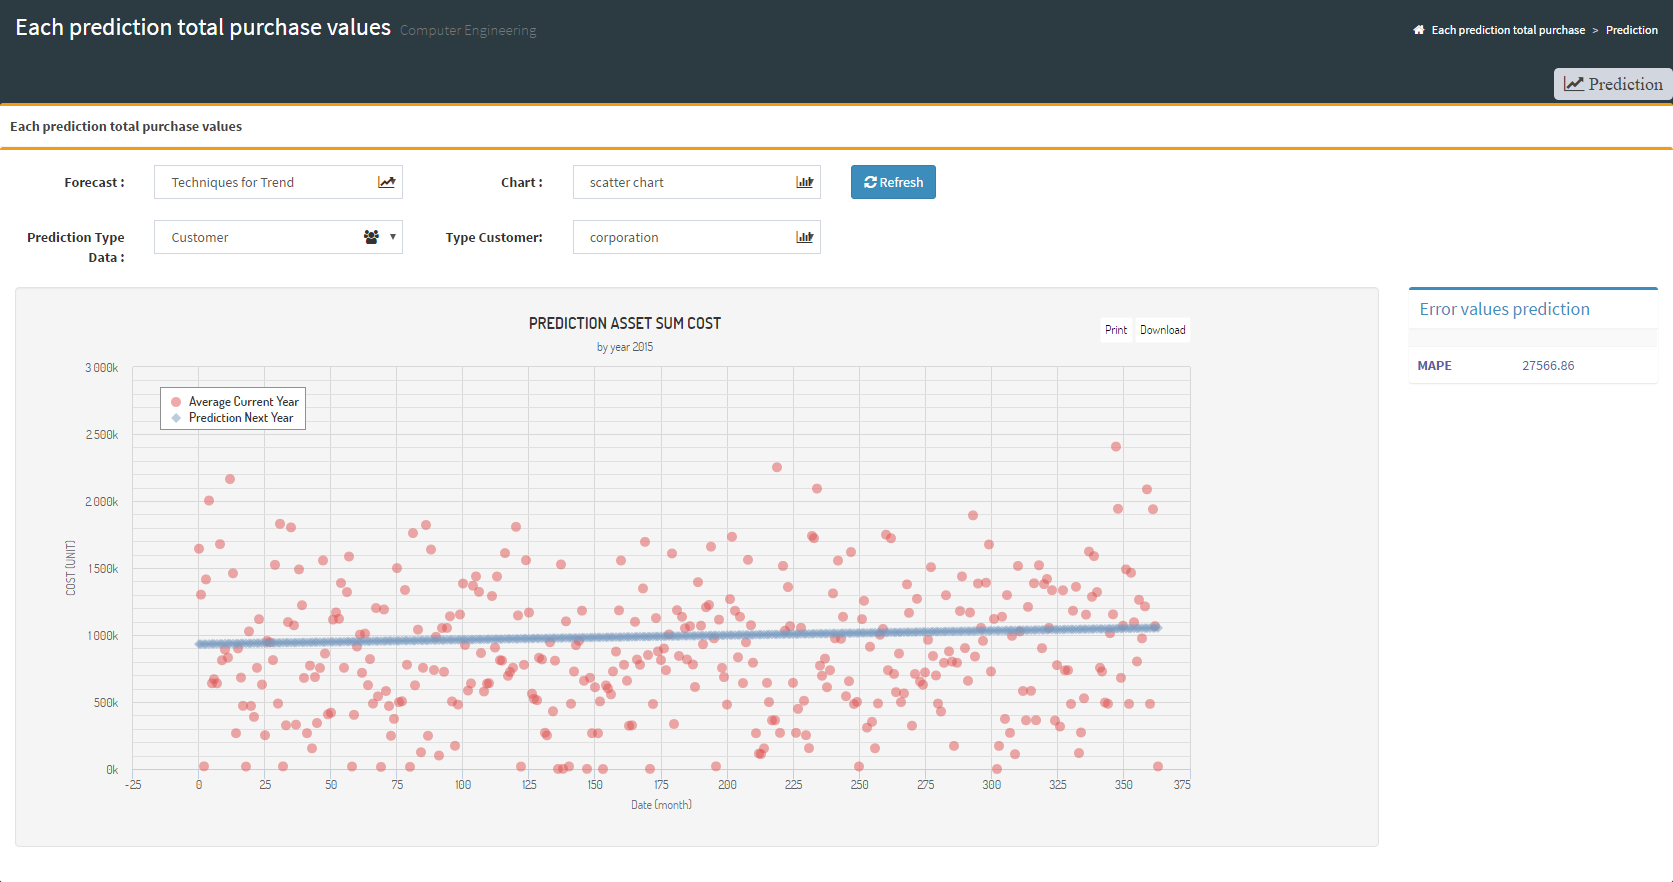 Each prediction total purchase values Computer Engineering
Each prediction total purchase > Prediction
Prediction
Each prediction total purchase values
Forecast :
Techniques for Trend
Chart :
scatter chart
Refresh
Prediction Type
Data :
Customer
Type Customer:
corporation
PREDICTION ASSET SUM COST
by year 2015
Print
Download
Error values prediction
MAPE 27566.86
Average Current Year
Prediction Next Year
COST (UNIT)
3 000k
2 500k
2 000k
1 500k
1 000k
500k
0k
-25 0 25 50 75 100 125 150 175 200 225 250 275 300 325 350 375
Date (month)